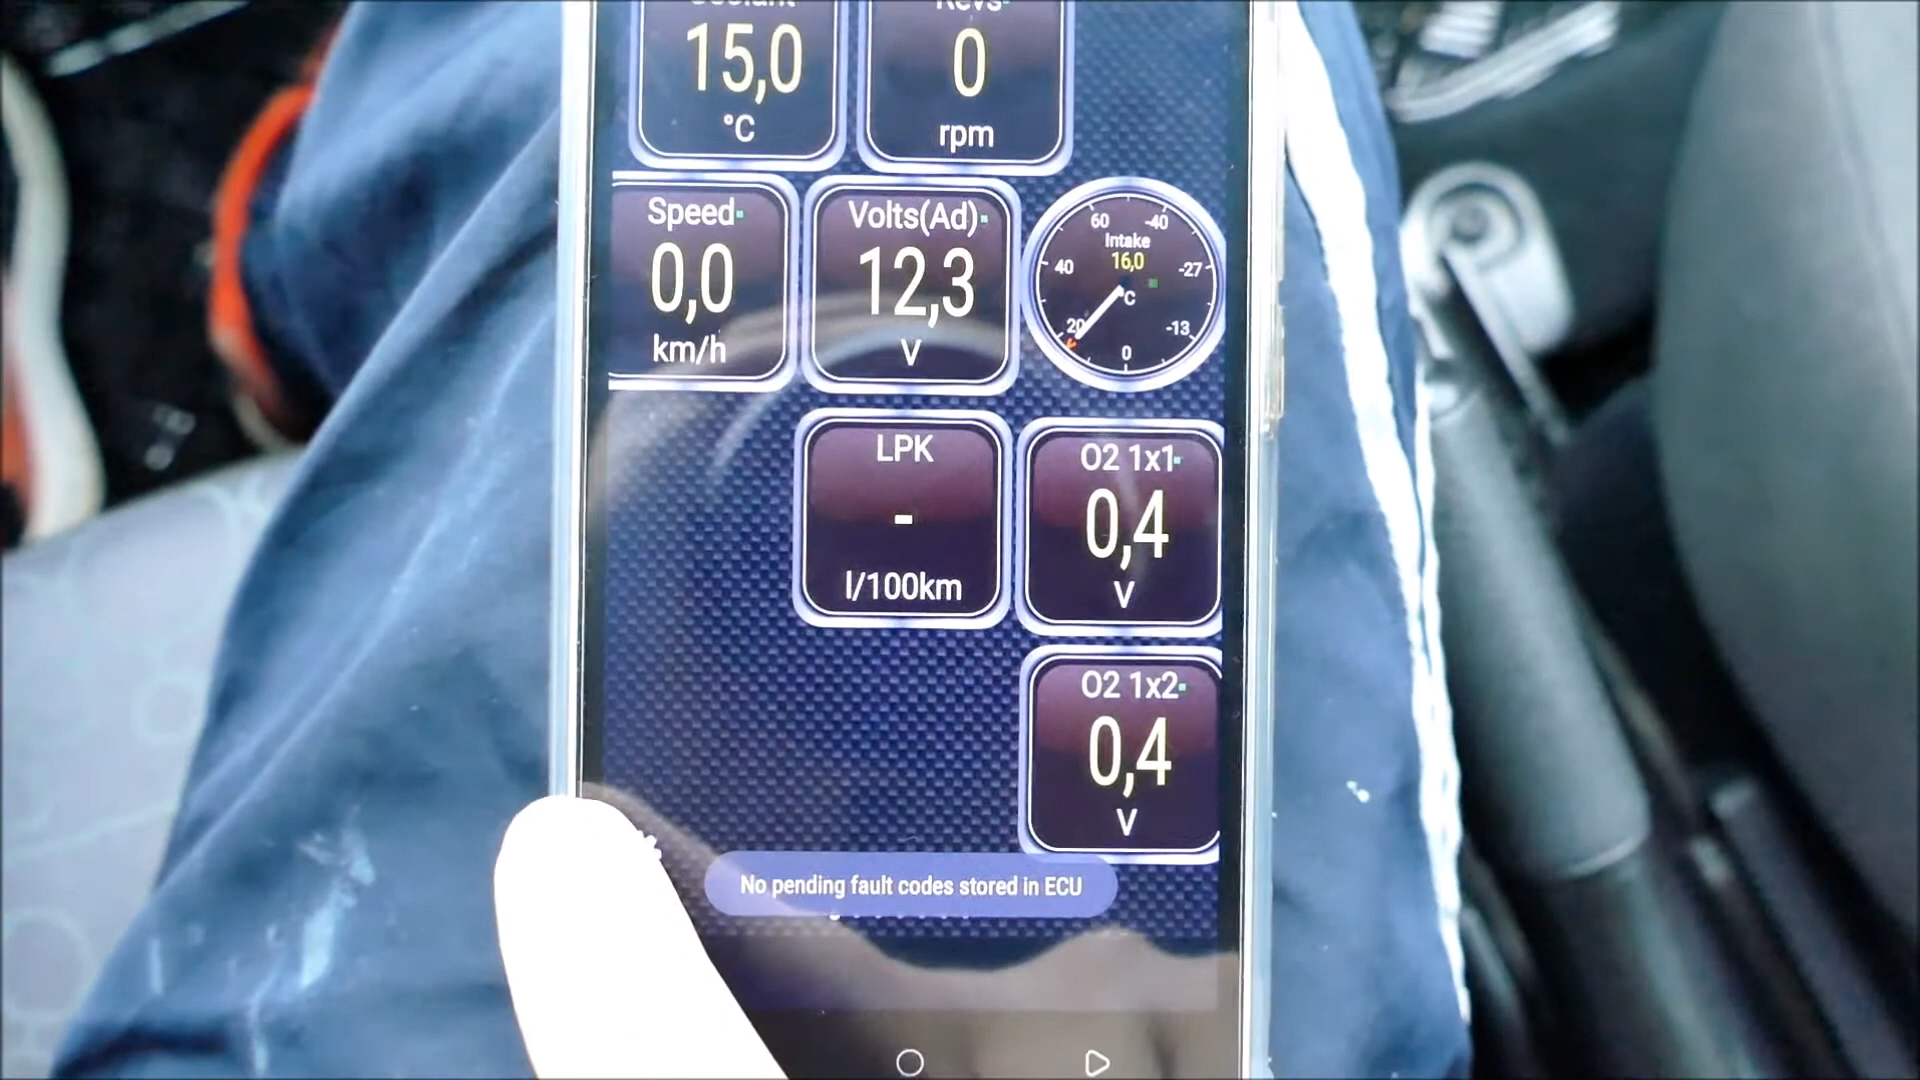 Coolant
15,0
°C
Revs
0
rpm
Speed
0,0
km/h
Volts(Ad)
12,3
V
60
-40
Intake
16,0
40
-27
°C
20
-13
0
LPK
-
l/100km
O2 1x1
0,4
V
O2 1x2
0,4
V
No pending fault codes stored in ECU